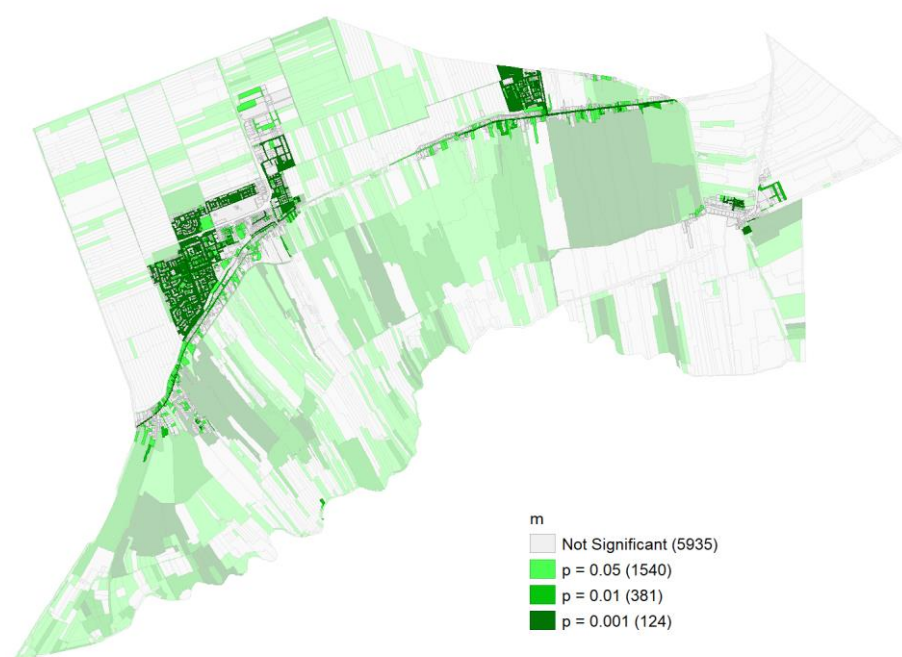 m
Not Significant (5935)
p = 0.05 (1540)
p = 0.01 (381)
p = 0.001 (124)